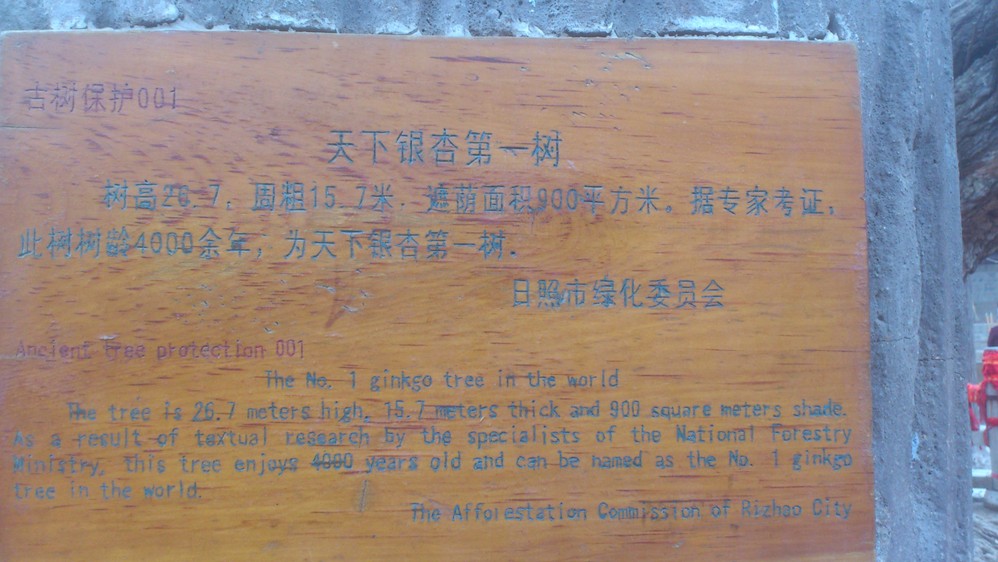 古树保护001
天下银杏第一树
树高26.7，周粗15.7米．遮荫面积900平方米。据专家考证，
此树树龄4000余年，为天下银杏第一树．
日照市绿化委员会
Ancient tree protection 001
The No. 1 ginkgo tree in the world
The tree is 26.7 meters high, 15.7 meters thick and 900 square meters shade.
As a result of textual research by the specialists of the National Forestry
Ministry, this tree enjoys 4000 years old and can be named as the No. 1 ginkgo
tree in the world.
The Afforestation Commission of Rizhao City